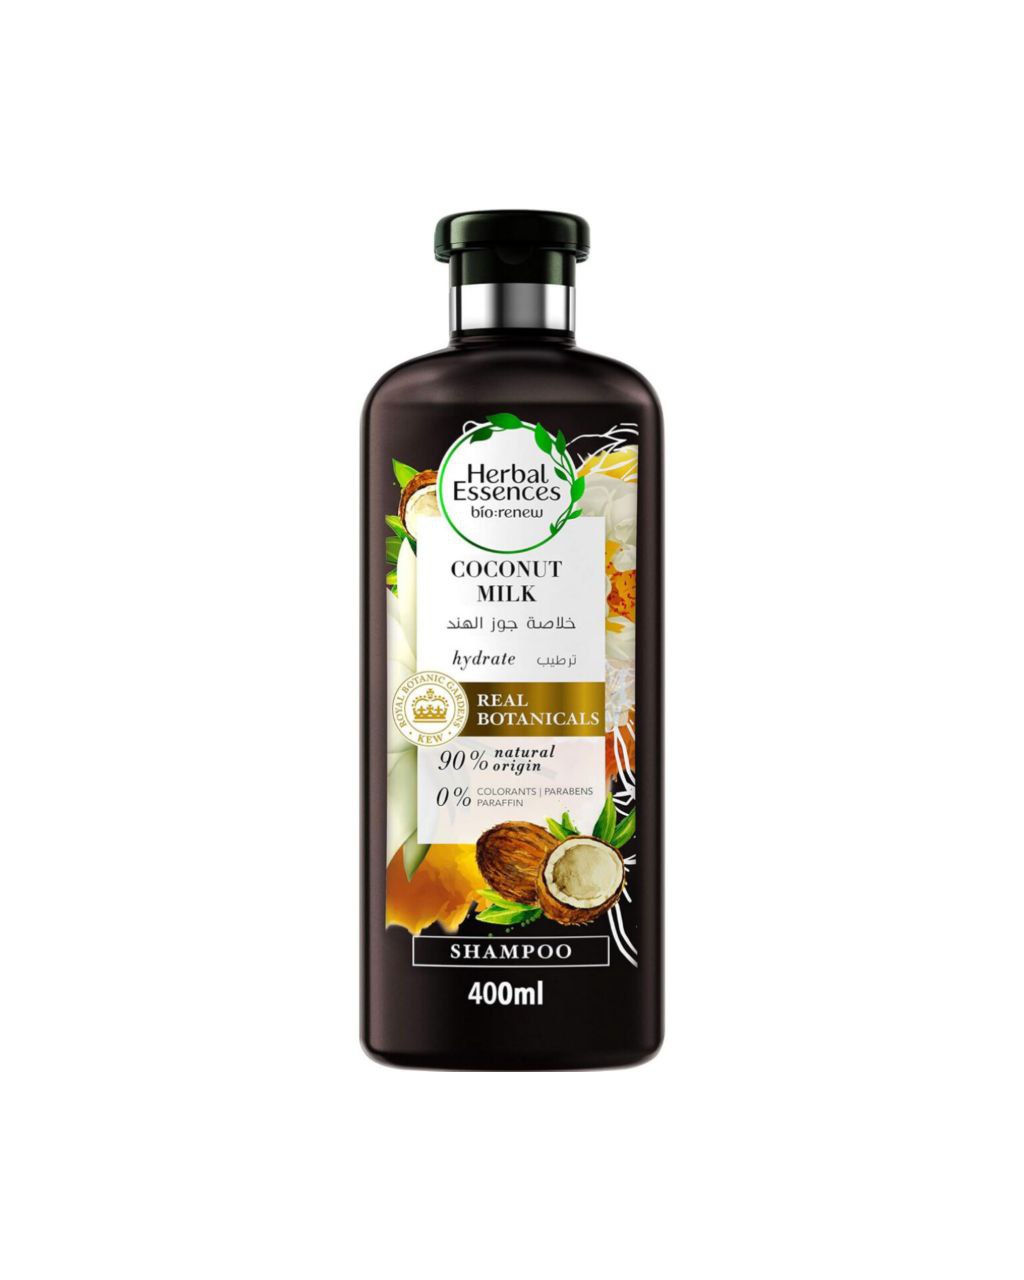 Herbal
Essences
bío:renew
COCONUT
MILK
خلاصة جوز الهند
hydrate ترطيب
ROYAL BOTANIC GARDENS
KEW
REAL
BOTANICALS
90% natural
origin
0% COLORANTS | PARABENS
PARAFFIN
SHAMPOO
400ml